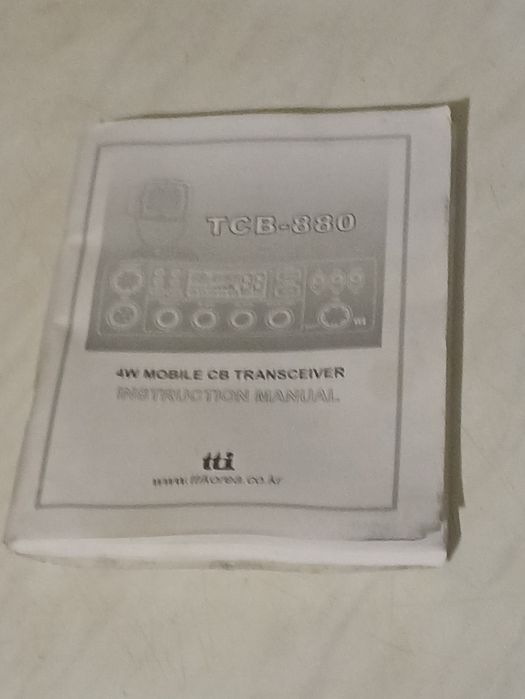 TCB-880
4W MOBILE CB TRANSCEIVER
INSTRUCTION MANUAL
tti
www.ttikorea.co.kr